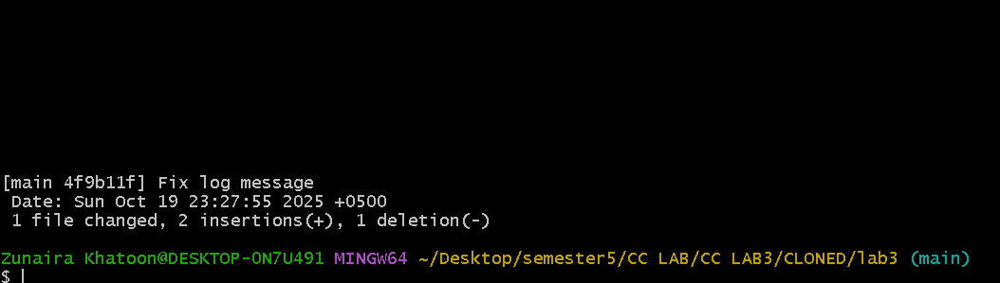 [main 4f9b11f] Fix log message
 Date: Sun Oct 19 23:27:55 2025 +0500
 1 file changed, 2 insertions(+), 1 deletion(-)
Zunaira Khatoon@DESKTOP-ON7U491 MINGW64 ~/Desktop/semester5/CC LAB/CC LAB3/CLONED/lab3 (main)
$